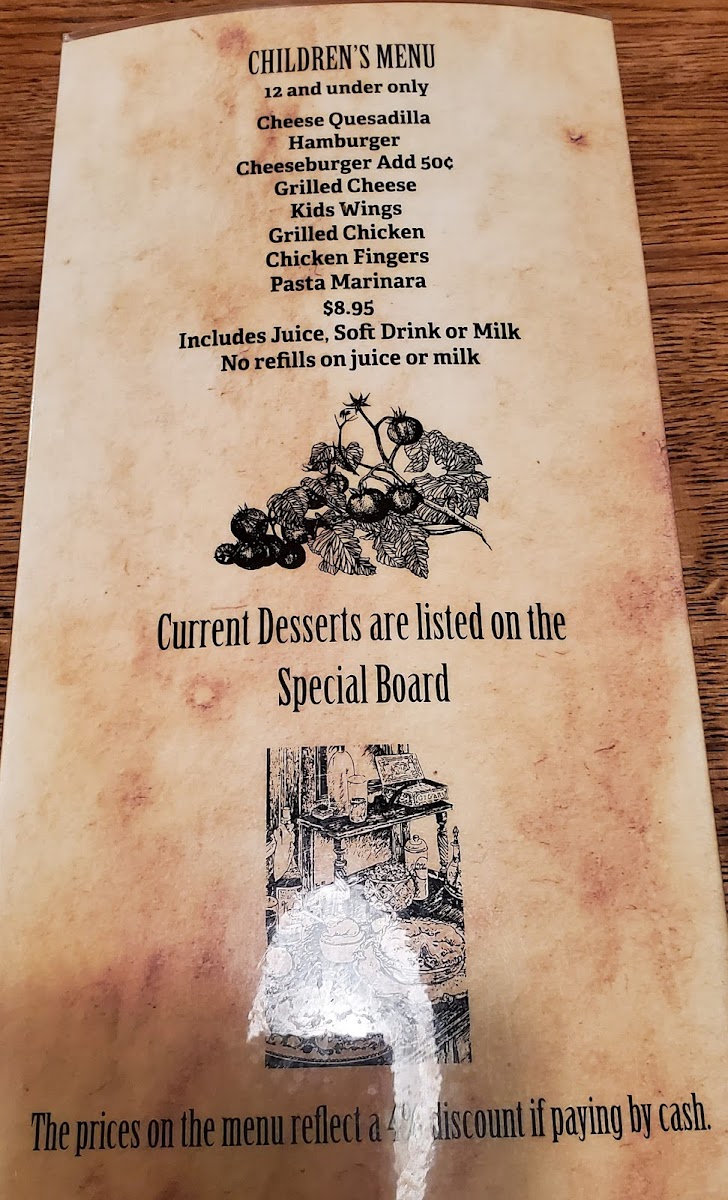 CHILDREN'S MENU
12 and under only
Cheese Quesadilla
Hamburger
Cheeseburger Add 50¢
Grilled Cheese
Kids Wings
Grilled Chicken
Chicken Fingers
Pasta Marinara
$8.95
Includes Juice, Soft Drink or Milk
No refills on juice or milk
Current Desserts are listed on the
Special Board
The prices on the menu reflect a 4% discount if paying by cash.